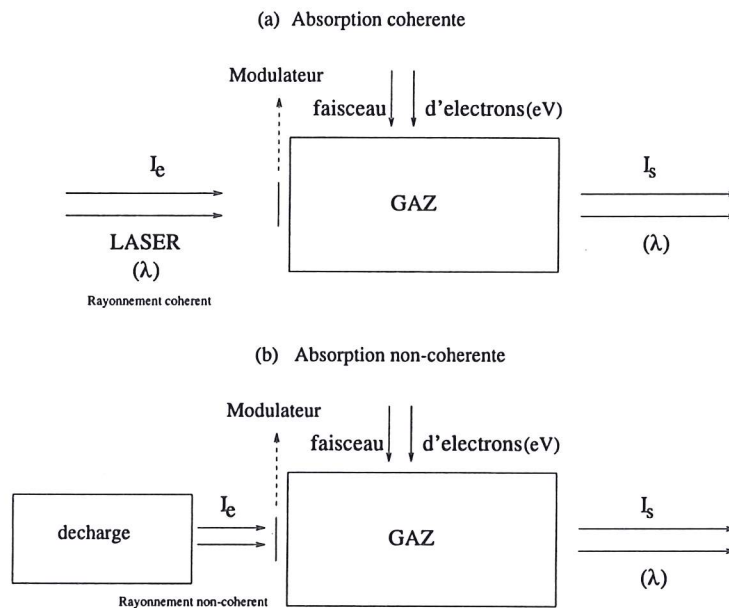 (a) Absorption coherente
Modulateur
faisceau d'electrons(eV)
I_e
I_s
GAZ
LASER
(λ)
(λ)
Rayonnement coherent
(b) Absorption non-coherente
Modulateur
faisceau d'electrons(eV)
I_e
I_s
decharge
GAZ
(λ)
Rayonnement non-coherent